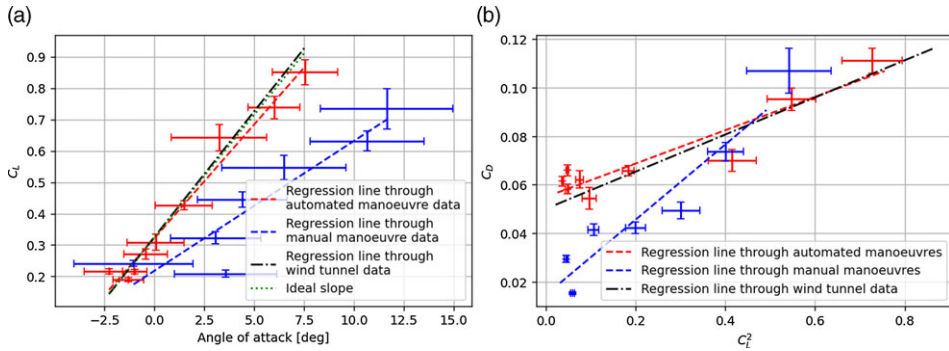 (a)
0.9
0.8
0.7
0.6
0.5
0.4
0.3
0.2
C_L
−2.5 0.0 2.5 5.0 7.5 10.0 12.5 15.0
Angle of attack [deg]
Regression line through
automated manoeuvre data
Regression line through
manual manoeuvre data
Regression line through
wind tunnel data
Ideal slope
(b)
0.12
0.10
0.08
0.06
0.04
0.02
C_D
0.0 0.2 0.4 0.6 0.8
C_L^2
Regression line through automated manoeuvres
Regression line through manual manoeuvres
Regression line through wind tunnel data